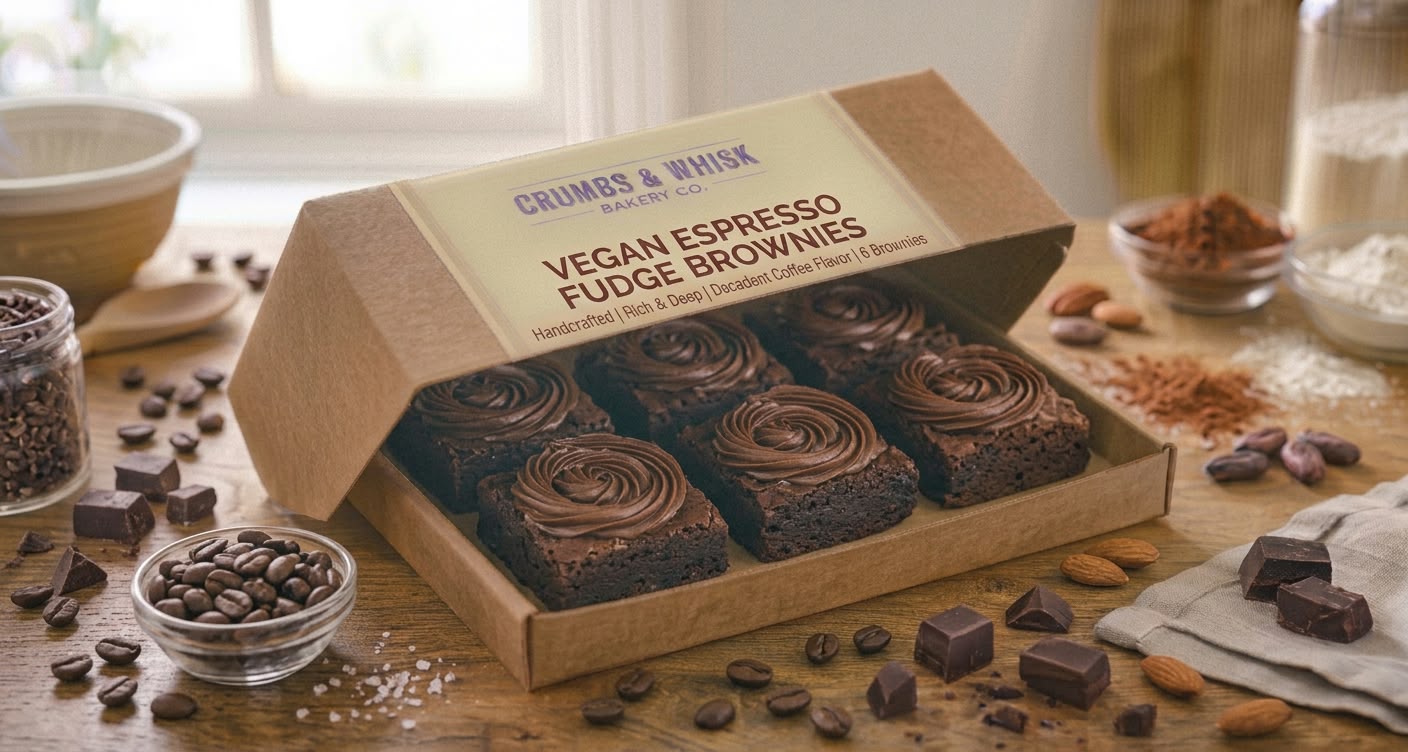 CRUMBS & WHISK
BAKERY CO.
VEGAN ESPRESSO
FUDGE BROWNIES
Handcrafted | Rich & Deep | Decadent Coffee Flavor | 6 Brownies